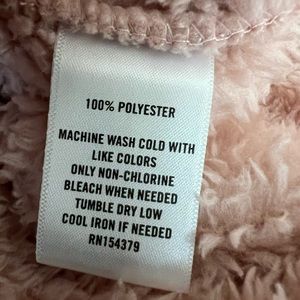 100% POLYESTER
MACHINE WASH COLD WITH
LIKE COLORS
ONLY NON-CHLORINE
BLEACH WHEN NEEDED
TUMBLE DRY LOW
COOL IRON IF NEEDED
RN154379